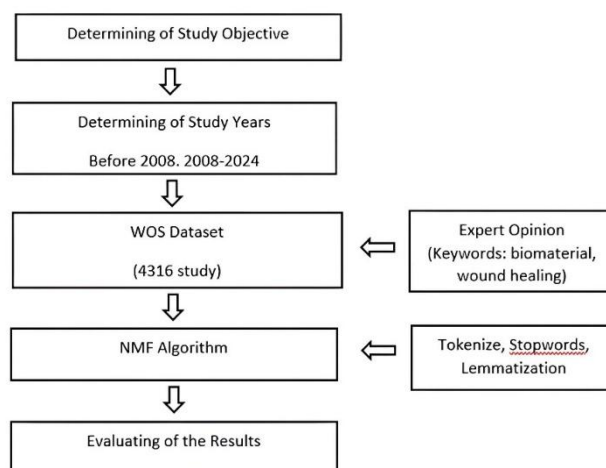 Determining of Study Objective
Determining of Study Years
Before 2008. 2008-2024
WOS Dataset
(4316 study)
Expert Opinion
(Keywords: biomaterial,
wound healing)
NMF Algorithm
Tokenize, Stopwords,
Lemmatization
Evaluating of the Results